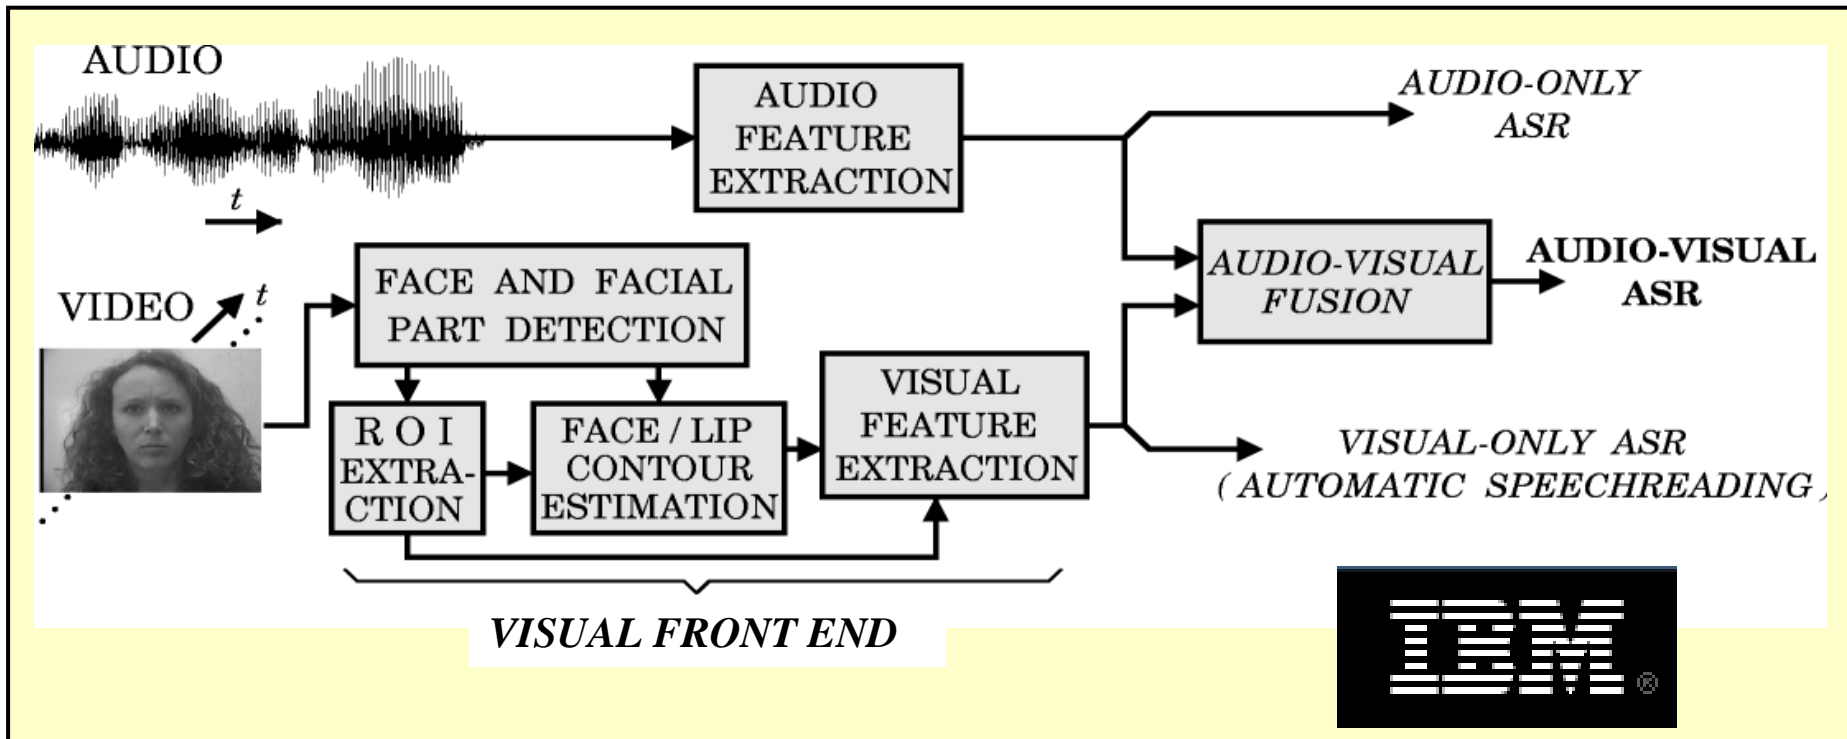 AUDIO
t
AUDIO
FEATURE
EXTRACTION
AUDIO-ONLY
ASR
VIDEO
t
FACE AND FACIAL
PART DETECTION
R O I
EXTRA-
CTION
FACE / LIP
CONTOUR
ESTIMATION
VISUAL
FEATURE
EXTRACTION
AUDIO-VISUAL
FUSION
AUDIO-VISUAL
ASR
VISUAL-ONLY ASR
( AUTOMATIC SPEECHREADING )
VISUAL FRONT END
IBM®